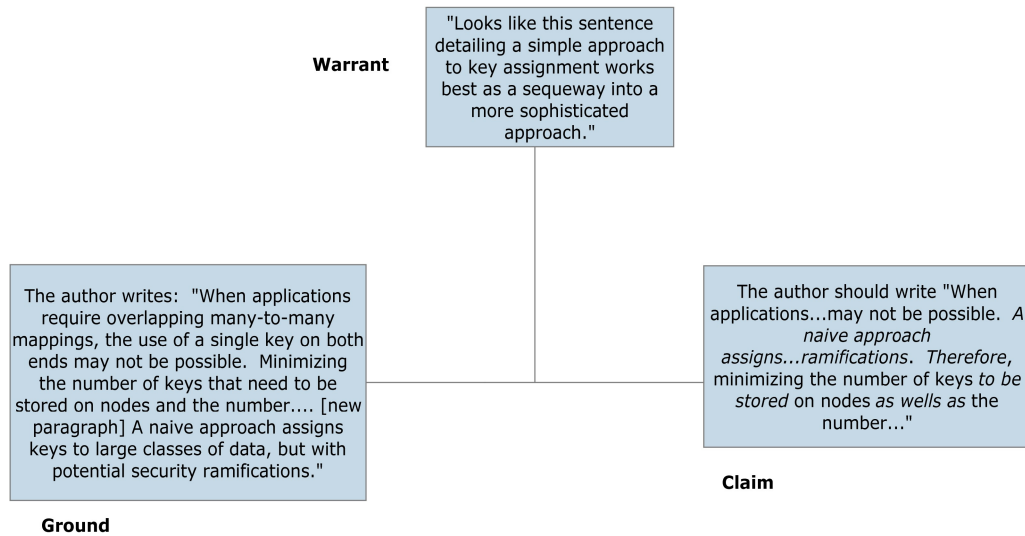 Warrant
"Looks like this sentence
detailing a simple approach
to key assignment works
best as a sequeway into a
more sophisticated
approach."
The author writes:  "When applications
require overlapping many-to-many
mappings, the use of a single key on both
ends may not be possible.  Minimizing
the number of keys that need to be
stored on nodes and the number.... [new
paragraph] A naive approach assigns
keys to large classes of data, but with
potential security ramifications."
Ground
The author should write "When
applications...may not be possible.  A
naive approach
assigns...ramifications.  Therefore,
minimizing the number of keys to be
stored on nodes as wells as the
number..."
Claim